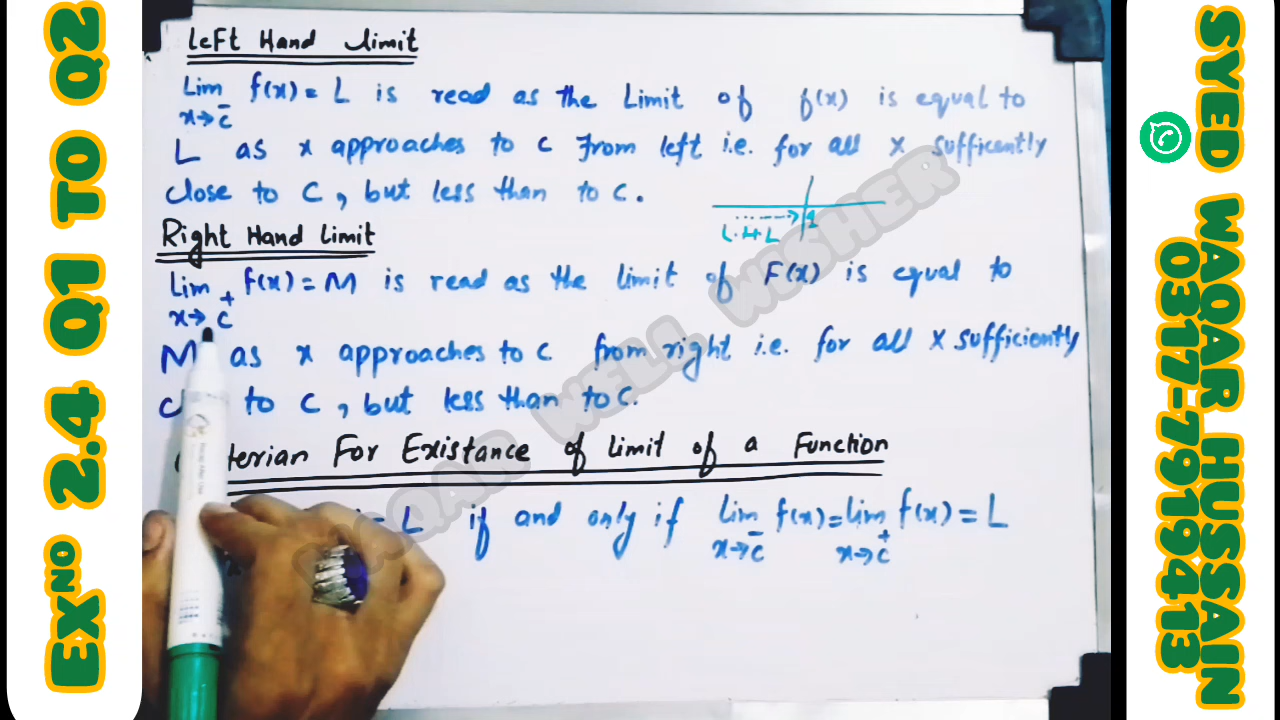 Left Hand limit
Lim f(x) = L is read as the Limit of f(x) is equal to
x→c̄
L as x approaches to c From left i.e. for all x sufficently
close to C, but less than to c.
L.H.L
Right Hand Limit
Lim f(x) = M is read as the limit of F(x) is equal to
x→c⁺
M as x approaches to c from right i.e. for all x sufficiently
to c, but less than to c.
terian For Existance of limit of a Function
= L if and only if Lim f(x) = Lim f(x) = L
x→c̄ x→c⁺
WAQAR WELL WISHER
Exᴺᴼ 2.4 Q1 TO Q2
SYED WAQAR HUSSAIN
0317-7919413